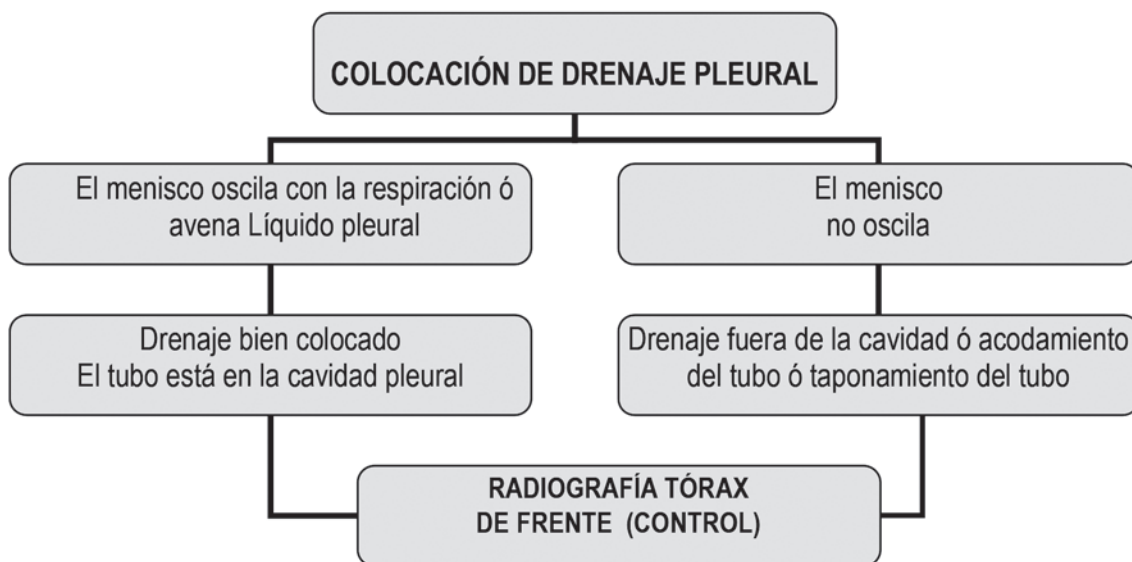 COLOCACIÓN DE DRENAJE PLEURAL
El menisco oscila con la respiración ó
avena Líquido pleural
El menisco
no oscila
Drenaje bien colocado
El tubo está en la cavidad pleural
Drenaje fuera de la cavidad ó acodamiento
del tubo ó taponamiento del tubo
RADIOGRAFÍA TÓRAX
DE FRENTE (CONTROL)